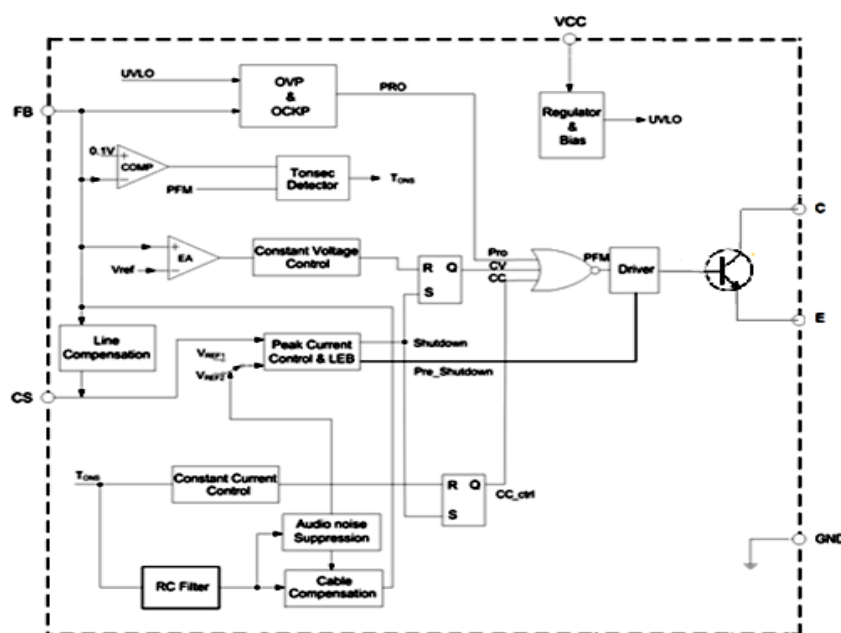 VCC
UVLO
OVP
&
OCKP
PRO
FB
Regulator
&
Bias
UVLO
0.1V
+
COMP
-
PFM
Tonsec
Detector
TONS
C
+
EA
-
Vref
Constant Voltage
Control
R Q
S
Pro
CV
CC
PFM
Driver
E
Line
Compensation
VREF1
VREF2
Peak Current
Control & LEB
Shutdown
Pre_Shutdown
CS
TONS
Constant Current
Control
R Q
S
CC_ctrl
Audio noise
Suppression
GND
RC Filter
Cable
Compensation